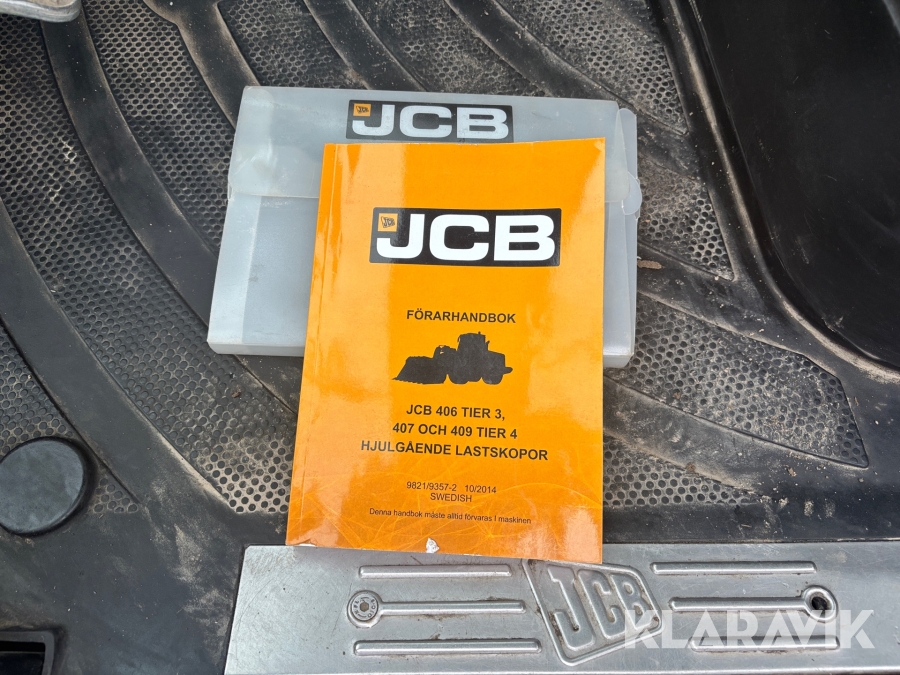 JCB
JCB
FÖRARHANDBOK
JCB 406 TIER 3,
407 OCH 409 TIER 4
HJULGÅENDE LASTSKOPOR
9821/9357-2 10/2014
SWEDISH
Denna handbok måste alltid förvaras I maskinen
JCB
KLARAVIK